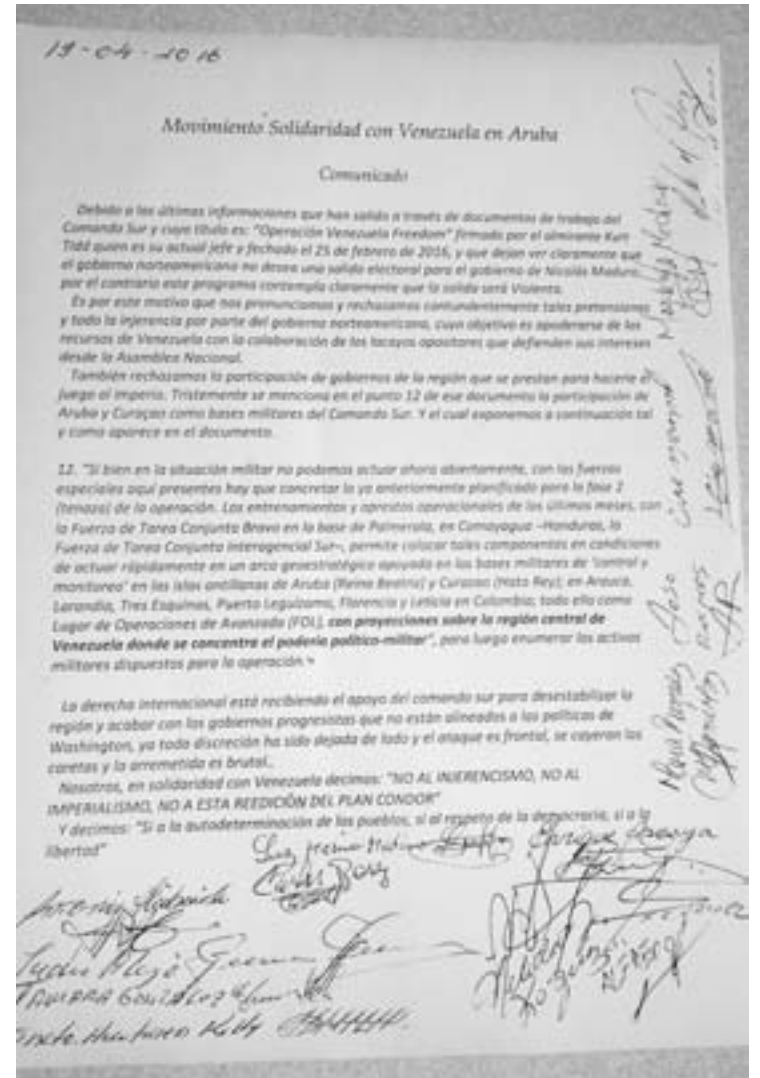 19-04-2016
Movimiento Solidaridad con Venezuela en Aruba
Comunicado
Debido a las últimas informaciones que han salido a través de documentos de trabajo del
Comando Sur y cuyo título es: "Operación Venezuela Freedom" firmado por el almirante Kurt
Tidd quien es su actual jefe y fechado el 25 de febrero de 2016, y que dejan ver claramente que
el gobierno norteamericano no desea una salida electoral para el gobierno de Nicolás Maduro,
por el contrario este programa contempla claramente que la salida será Violenta.
Es por este motivo que nos pronunciamos y rechazamos contundentemente tales pretensiones
y toda la injerencia por parte del gobierno norteamericano, cuyo objetivo es apoderarse de los
recursos de Venezuela con la colaboración de los lacayos opositores que defienden sus intereses
desde la Asamblea Nacional.
También rechazamos la participación de gobiernos de la región que se prestan para hacerle el
juego al imperio. Tristemente se menciona en el punto 12 de ese documento la participación de
Aruba y Curaçao como bases militares del Comando Sur. Y el cual exponemos a continuación tal
y como aparece en el documento.
12. "Si bien en la situación militar no podemos actuar ahora abiertamente, con las fuerzas
especiales aquí presentes hay que concretar lo ya anteriormente planificado para la fase 2
(tenaza) de la operación. Los entrenamientos y aprestos operacionales de los últimos meses, con
la Fuerza de Tarea Conjunta Bravo en la base de Palmerola, en Comayagua –Honduras, la
Fuerza de Tarea Conjunta Interagencial Sur–, permite colocar tales componentes en condiciones
de actuar rápidamente en un arco geoestratégico apoyado en las bases militares de 'control y
monitoreo' en las islas antillanas de Aruba (Reina Beatriz) y Curazao (Hato Rey); en Arauca,
Larandia, Tres Esquinas, Puerto Leguízamo, Florencia y Leticia en Colombia; todo ello como
Lugar de Operaciones de Avanzada (FOL), con proyecciones sobre la región central de
Venezuela donde se concentra el poderío político-militar", para luego enumerar los activos
militares dispuestos para la operación."
La derecha internacional está recibiendo el apoyo del comando sur para desestabilizar la
región y acabar con los gobiernos progresistas que no están alineados a las políticas de
Washington, ya toda discreción ha sido dejada de lado y el ataque es frontal, se cayeron las
caretas y la arremetida es brutal..
Nosotros, en solidaridad con Venezuela decimos: "NO AL INJERENCISMO, NO AL
IMPERIALISMO, NO A ESTA REEDICIÓN DEL PLAN CONDOR"
Y decimos: "Si a la autodeterminación de los pueblos, si al respeto de la democracia, si a la
libertad"
Carlos
Enrique
Jose
Ramos